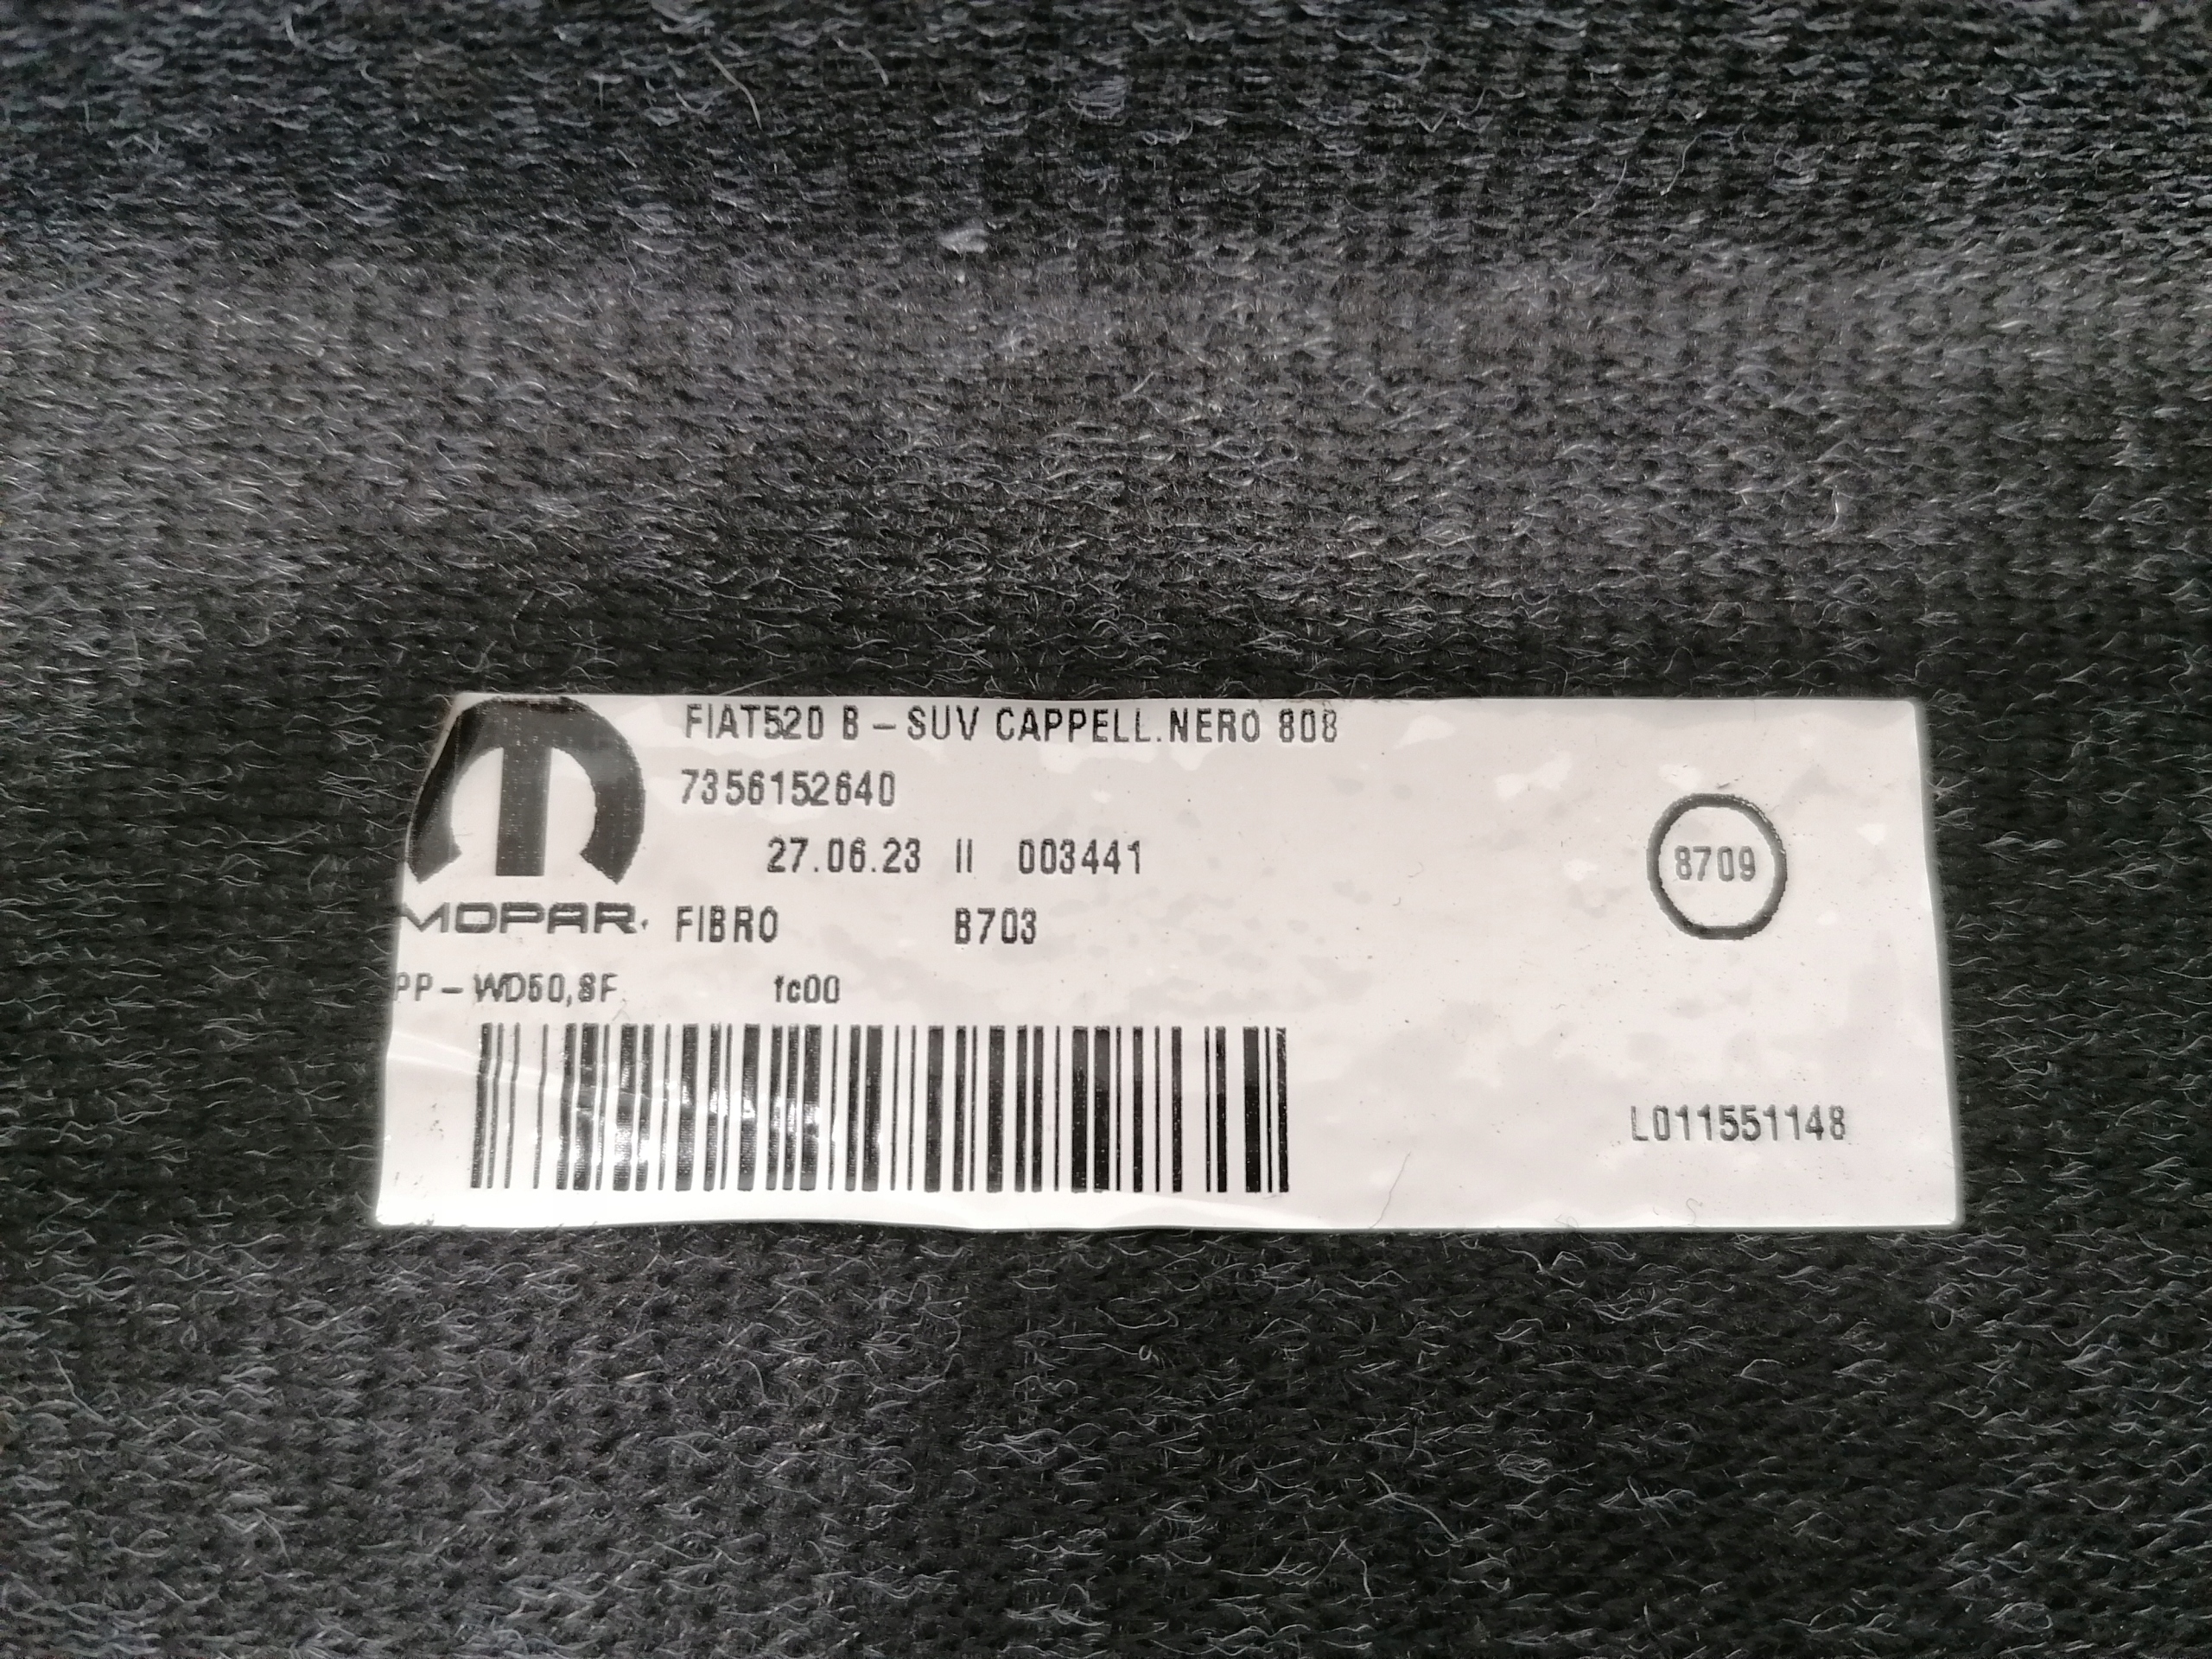 FIAT520 B – SUV CAPPELL.NERO 808
7356152640
27.06.23 II 003441
8709
MOPAR. FIBRO B703
PP – WD50,8F fc00
L011551148